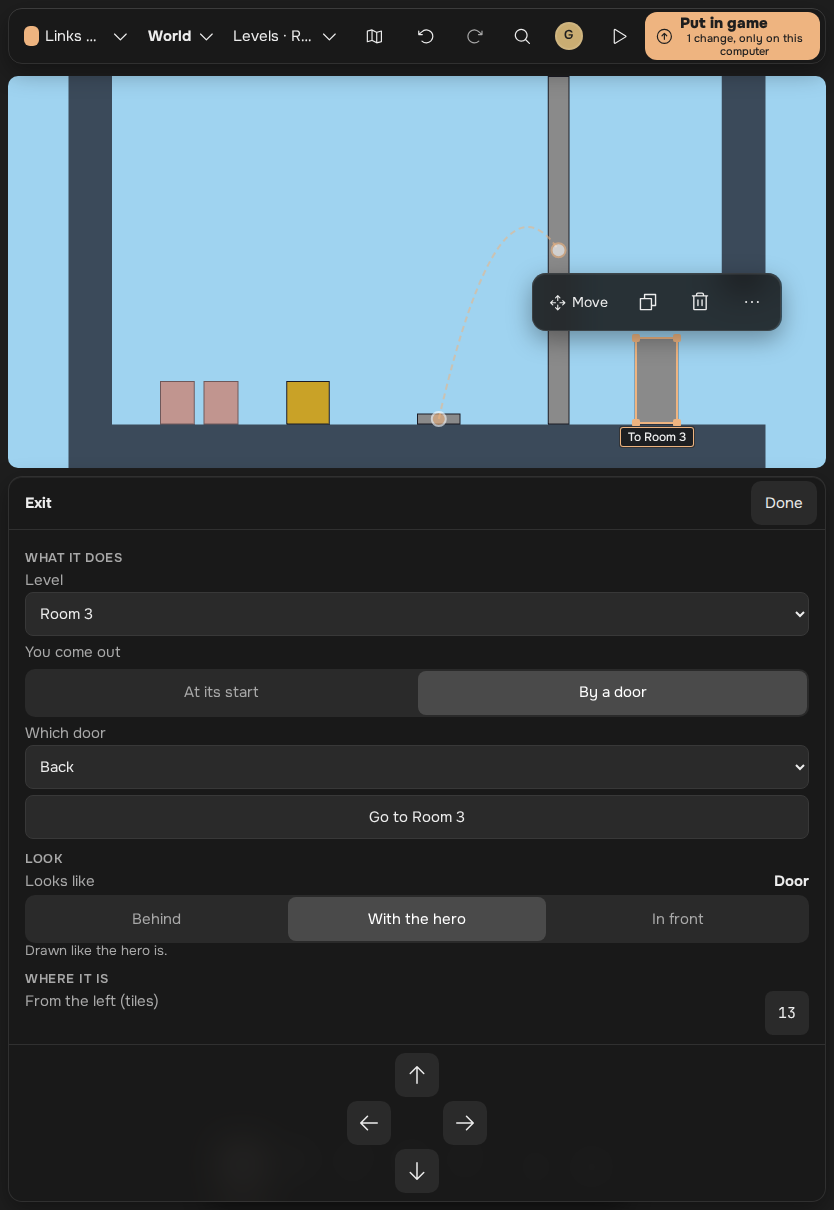 Links ...
World
Levels · R...
G
Put in game
1 change, only on this
computer
Move
To Room 3
Exit
Done
WHAT IT DOES
Level
Room 3
You come out
At its start
By a door
Which door
Back
Go to Room 3
LOOK
Looks like
Door
Behind
With the hero
In front
Drawn like the hero is.
WHERE IT IS
From the left (tiles)
13